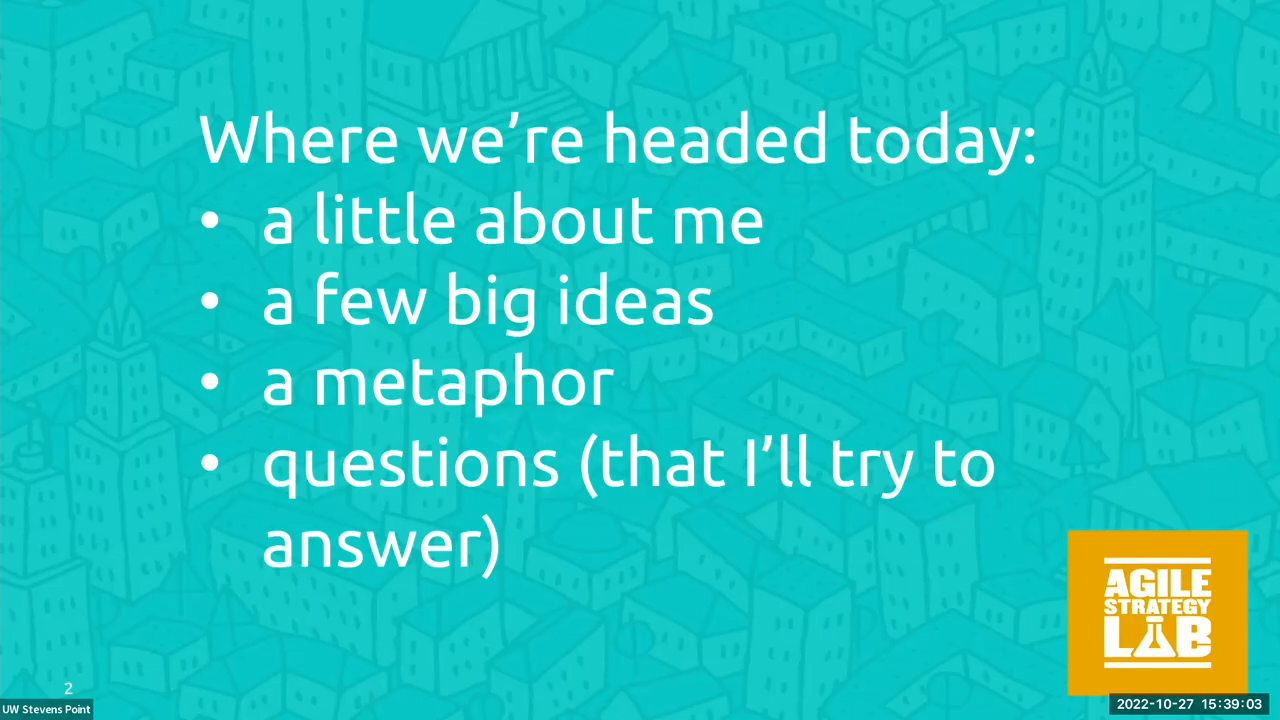 Where we're headed today:
• a little about me
• a few big ideas
• a metaphor
• questions (that I'll try to
answer)
AGILE
STRATEGY
LAB
2
UW Stevens Point
2022-10-27 15:39:03